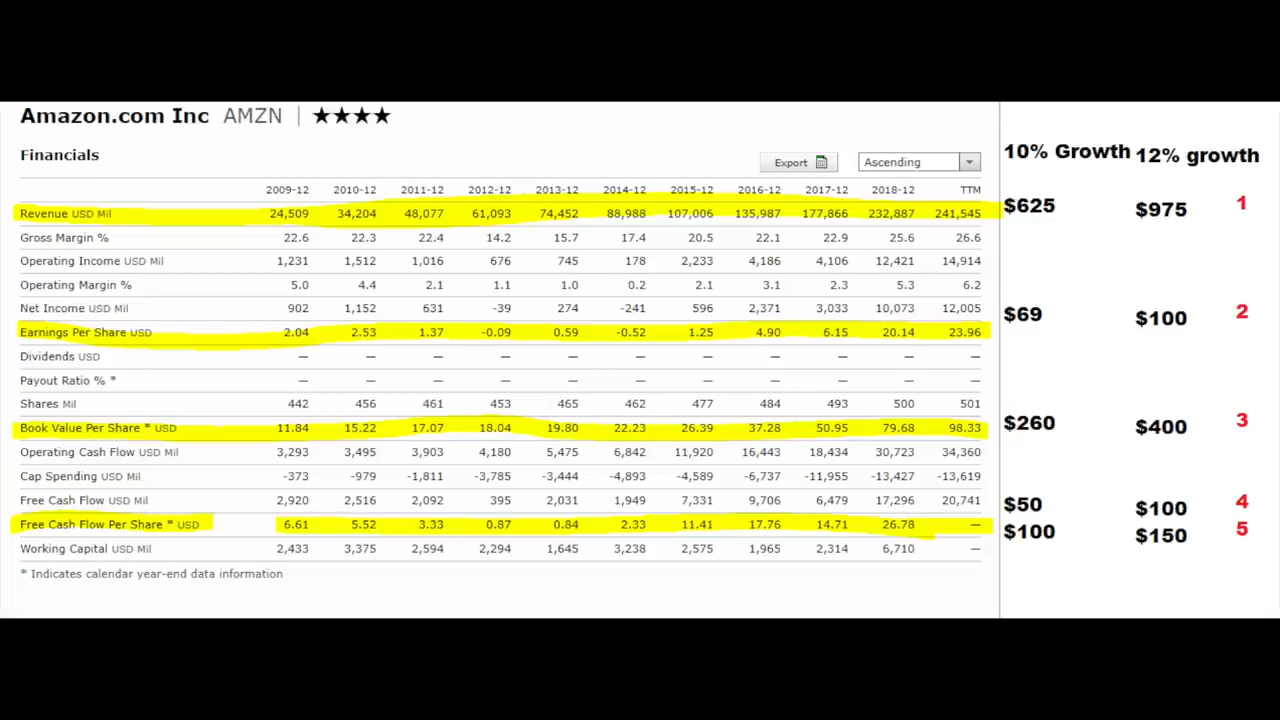 Amazon.com Inc AMZN | ★★★★
10% Growth 12% growth
Financials
Export Ascending
2009-12 2010-12 2011-12 2012-12 2013-12 2014-12 2015-12 2016-12 2017-12 2018-12 TTM
Revenue USD Mil 24,509 34,204 48,077 61,093 74,452 88,988 107,006 135,987 177,866 232,887 241,545 $625 $975 1
Gross Margin % 22.6 22.3 22.4 14.2 15.7 17.4 20.5 22.1 22.9 25.6 26.6
Operating Income USD Mil 1,231 1,512 1,016 676 745 178 2,233 4,186 4,106 12,421 14,914
Operating Margin % 5.0 4.4 2.1 1.1 1.0 0.2 2.1 3.1 2.3 5.3 6.2
Net Income USD Mil 902 1,152 631 -39 274 -241 596 2,371 3,033 10,073 12,005
Earnings Per Share USD 2.04 2.53 1.37 -0.09 0.59 -0.52 1.25 4.90 6.15 20.14 23.96 $69 $100 2
Dividends USD — — — — — — — — — — —
Payout Ratio % * — — — — — — — — — — —
Shares Mil 442 456 461 453 465 462 477 484 493 500 501
Book Value Per Share * USD 11.84 15.22 17.07 18.04 19.80 22.23 26.39 37.28 50.95 79.68 98.33 $260 $400 3
Operating Cash Flow USD Mil 3,293 3,495 3,903 4,180 5,475 6,842 11,920 16,443 18,434 30,723 34,360
Cap Spending USD Mil -373 -979 -1,811 -3,785 -3,444 -4,893 -4,589 -6,737 -11,955 -13,427 -13,619
Free Cash Flow USD Mil 2,920 2,516 2,092 395 2,031 1,949 7,331 9,706 6,479 17,296 20,741 $50 $100 4
Free Cash Flow Per Share * USD 6.61 5.52 3.33 0.87 0.84 2.33 11.41 17.76 14.71 26.78 — $100 $150 5
Working Capital USD Mil 2,433 3,375 2,594 2,294 1,645 3,238 2,575 1,965 2,314 6,710 —
* Indicates calendar year-end data information